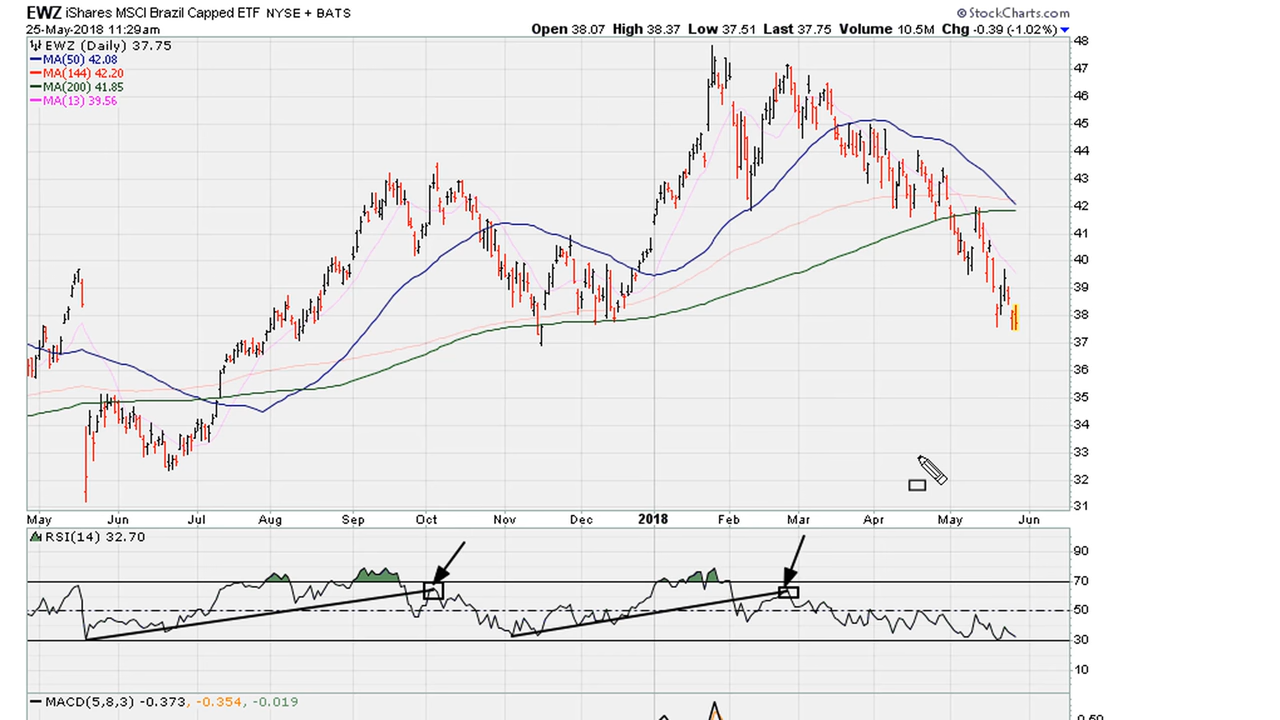 EWZ iShares MSCI Brazil Capped ETF NYSE + BATS
© StockCharts.com
25-May-2018 11:29am
Open 38.07 High 38.37 Low 37.51 Last 37.75 Volume 10.5M Chg -0.39 (-1.02%)
EWZ (Daily) 37.75
MA(50) 42.08
MA(144) 42.20
MA(200) 41.85
MA(13) 39.56
48
47
46
45
44
43
42
41
40
39
38
37
36
35
34
33
32
31
May Jun Jul Aug Sep Oct Nov Dec 2018 Feb Mar Apr May Jun
RSI(14) 32.70
90
70
50
30
10
MACD(5,8,3) -0.373, -0.354, -0.019
0.50